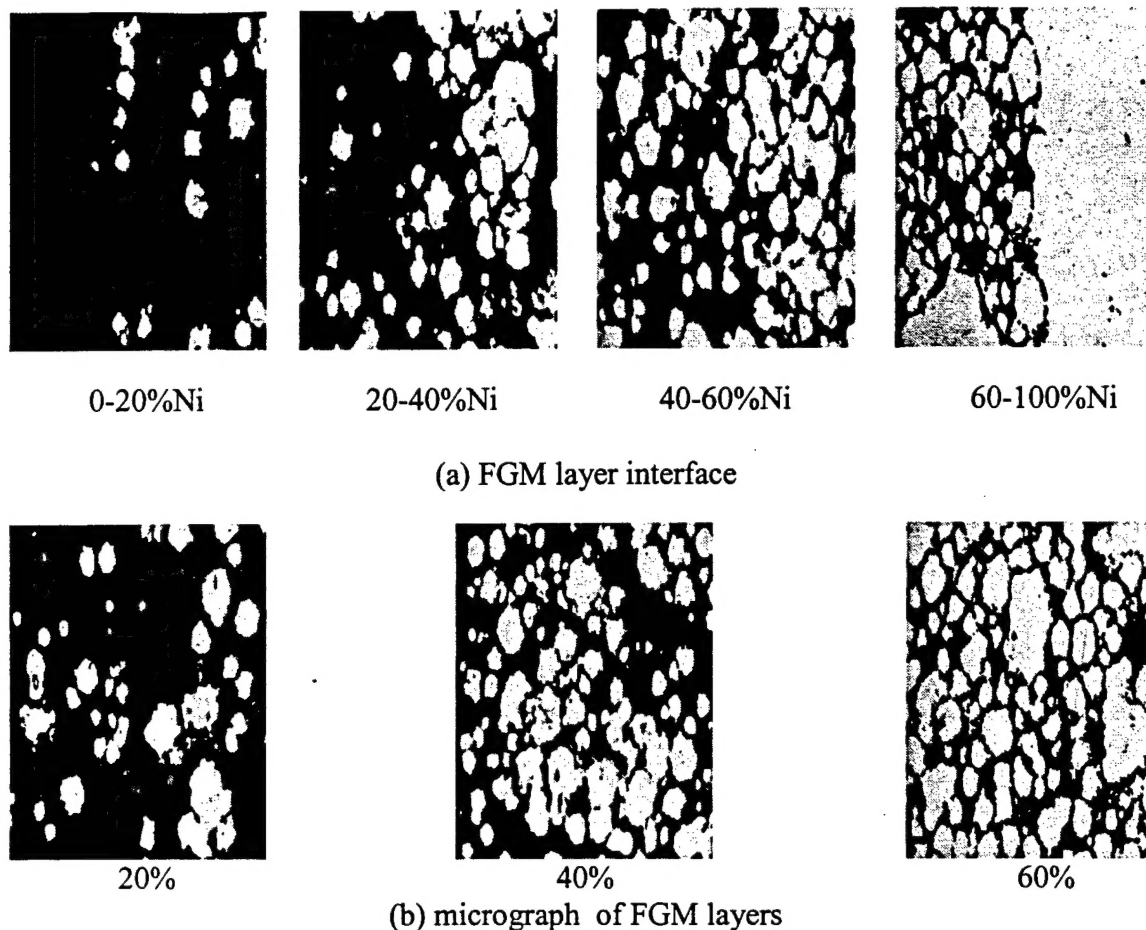 0-20%Ni 20-40%Ni 40-60%Ni 60-100%Ni
(a) FGM layer interface
20% 40% 60%
(b) micrograph of FGM layers